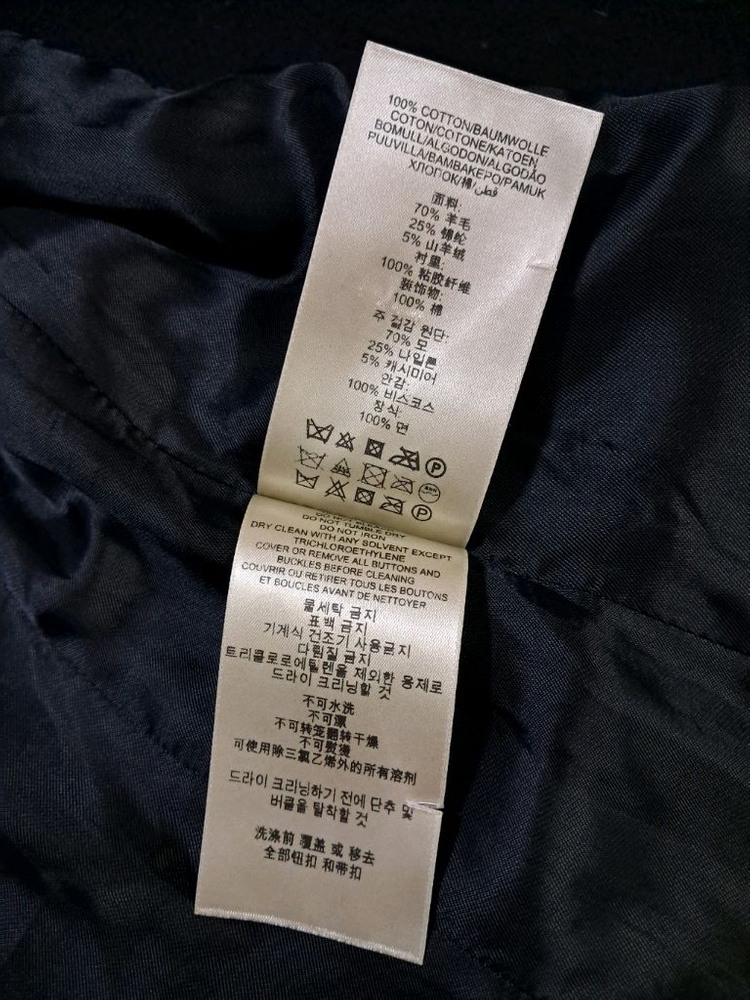 100% COTTON/BAUMWOLLE
COTON/COTONE/KATOEN
BOMULL/ALGODON/ALGODÃO
PUUVILLA/BAMBAKEPO/PAMUK
ХЛОПОК/棉/قطن
面料:
70% 羊毛
25% 锦纶
5% 山羊绒
衬里:
100% 粘胶纤维
装饰物:
100% 棉
주 겉감 원단:
70% 모
25% 나일론
5% 캐시미어
안감:
100% 비스코스
장식:
100% 면
P
P
DO NOT TUMBLE DRY
DO NOT IRON
DRY CLEAN WITH ANY SOLVENT EXCEPT
TRICHLOROETHYLENE
COVER OR REMOVE ALL BUTTONS AND
BUCKLES BEFORE CLEANING
COUVRIR OU RETIRER TOUS LES BOUTONS
ET BOUCLES AVANT DE NETTOYER
물세탁 금지
표백 금지
기계식 건조기 사용금지
다림질 금지
트리클로로에틸렌을 제외한 용제로
드라이 크리닝할 것
不可水洗
不可漂
不可转笼翻转干燥
不可熨烫
可使用除三氯乙烯外的所有溶剂
드라이 크리닝하기 전에 단추 및
버클을 탈착할 것
洗涤前 覆盖 或 移去
全部钮扣 和带扣